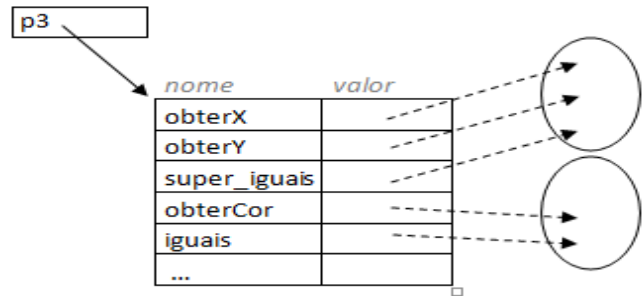 p3
nome valor
obterX
obterY
super_iguais
obterCor
iguais
...